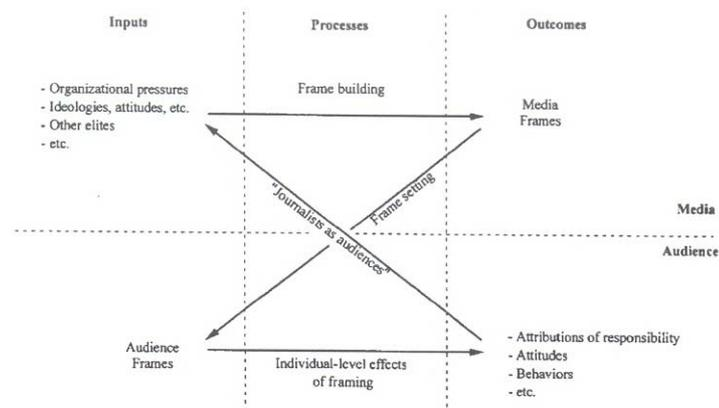 Inputs
Processes
Outcomes
- Organizational pressures
- Ideologies, attitudes, etc.
- Other elites
- etc.
Frame building
Media
Frames
"Journalists as audiences"
Frame setting
Media
Audience
Audience
Frames
Individual-level effects
of framing
- Attributions of responsibility
- Attitudes
- Behaviors
- etc.